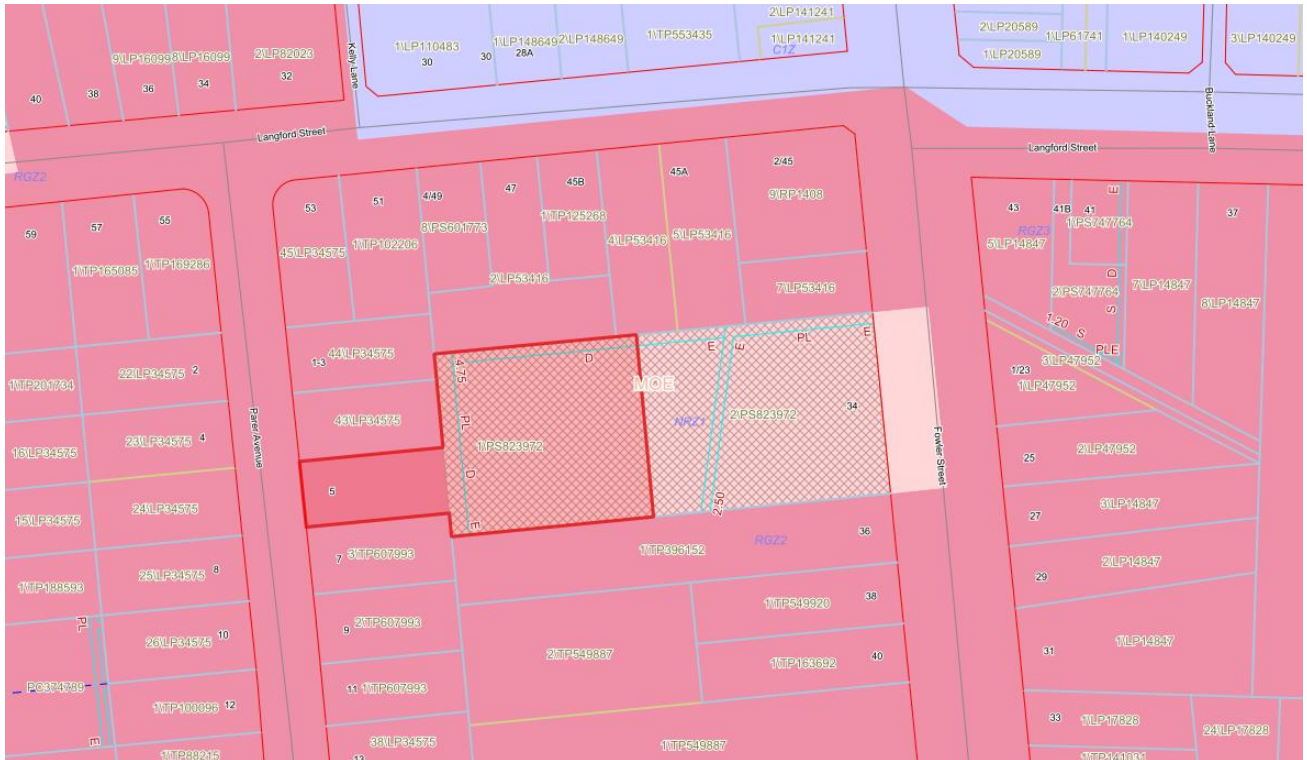 2\LP141241
9\LP16099
8\LP16099
2\LP82023
Kelly Lane
1\LP110483
1\LP148649
2\LP148649
1\TP553435
1\LP141241
C1Z
2\LP20589
1\LP20589
1\LP61741
1\LP140249
3\LP140249
40
38
36
34
32
30
30
28A
Buckland Lane
Langford Street
Langford Street
RGZ2
59
57
55
53
51
4/49
47
45B
45A
2/45
43
41B
41
E
37
1\TP165085
1\TP169286
45\LP34575
1\TP102206
8\PS601773
1\TP125268
4\LP53416
5\LP53416
9\RP1408
5\LP14847
RGZ3
1\PS747764
2\LP53416
7\LP53416
2\PS747764
D
S
7\LP14847
8\LP14847
1\TP201734
22\LP34575
2
1-3
44\LP34575
4.75
D
E
E
PL
E
1.20
S
PLE
3\LP47952
1/23
1\LP47952
MOE
Parer Avenue
43\LP34575
PL
1\PS823972
NRZ1
2\PS823972
34
Fowler Street
16\LP34575
23\LP34575
4
2\LP47952
25
5
D
E
2.50
15\LP34575
24\LP34575
3\LP14847
27
7
3\TP607993
1\TP396152
RGZ2
36
1\TP188593
25\LP34575
8
2\LP14847
29
PL
26\LP34575
10
9
2\TP607993
2\TP549887
1\TP549920
38
1\LP14847
31
PC374789
1\TP100096
12
11
1\TP607993
1\TP163692
40
E
1\TP88215
38\LP34575
13
1\TP549887
33
1\LP17828
24\LP17828
1\TP141031